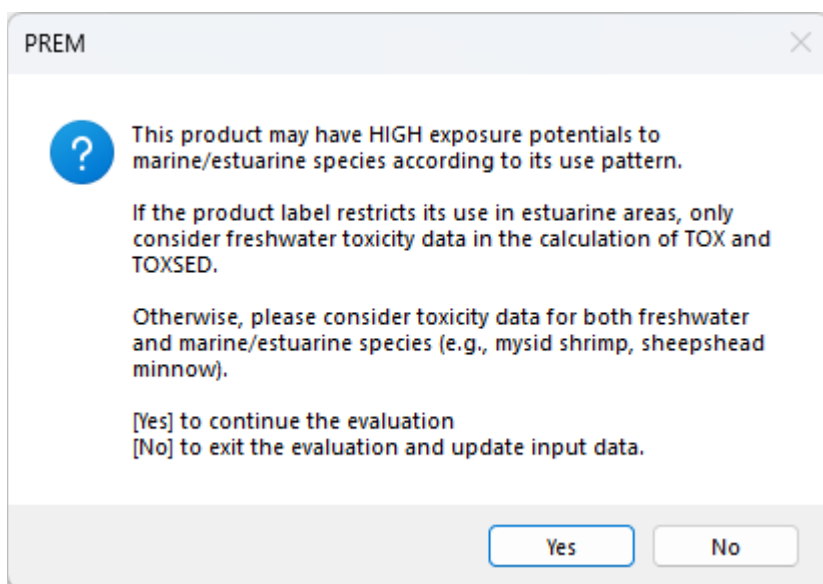 PREM
This product may have HIGH exposure potentials to
marine/estuarine species according to its use pattern.
If the product label restricts its use in estuarine areas, only
consider freshwater toxicity data in the calculation of TOX and
TOXSED.
Otherwise, please consider toxicity data for both freshwater
and marine/estuarine species (e.g., mysid shrimp, sheepshead
minnow).
[Yes] to continue the evaluation
[No] to exit the evaluation and update input data.
Yes No